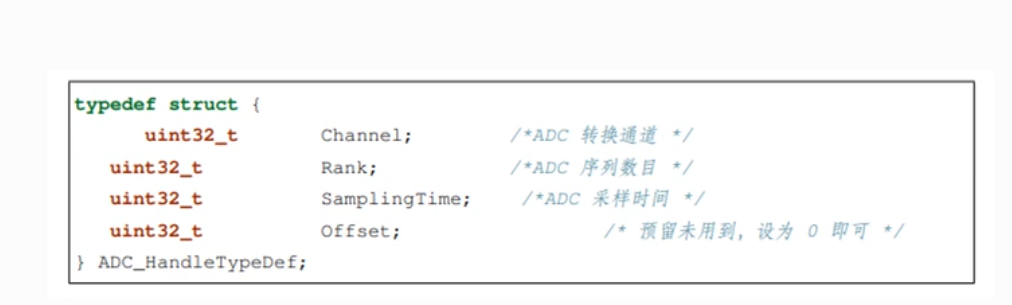 typedef struct {
uint32_t Channel; /*ADC 转换通道 */
uint32_t Rank; /*ADC 序列数目 */
uint32_t SamplingTime; /*ADC 采样时间 */
uint32_t Offset; /* 预留未用到, 设为 0 即可 */
} ADC_HandleTypeDef;